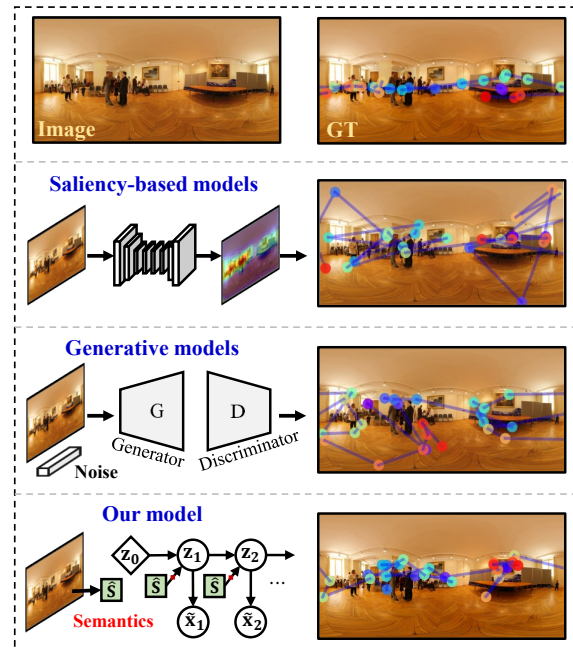 Image
GT
Saliency-based models
Generative models
G
D
Generator
Discriminator
Noise
Our model
z₀
z₁
z₂
Ŝ
Ŝ
Ŝ
...
Semantics
x̃₁
x̃₂